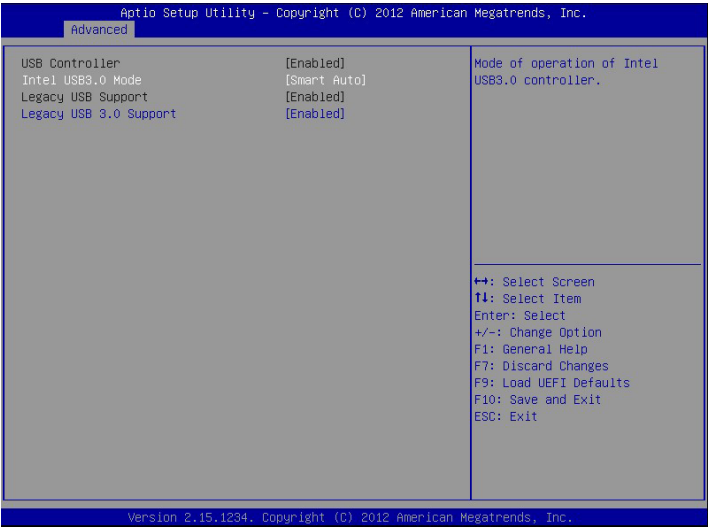 Aptio Setup Utility – Copyright (C) 2012 American Megatrends, Inc.
Advanced
USB Controller [Enabled]
Intel USB3.0 Mode [Smart Auto]
Legacy USB Support [Enabled]
Legacy USB 3.0 Support [Enabled]
Mode of operation of Intel
USB3.0 controller.
↔: Select Screen
↑↓: Select Item
Enter: Select
+/-: Change Option
F1: General Help
F7: Discard Changes
F9: Load UEFI Defaults
F10: Save and Exit
ESC: Exit
Version 2.15.1234. Copyright (C) 2012 American Megatrends, Inc.